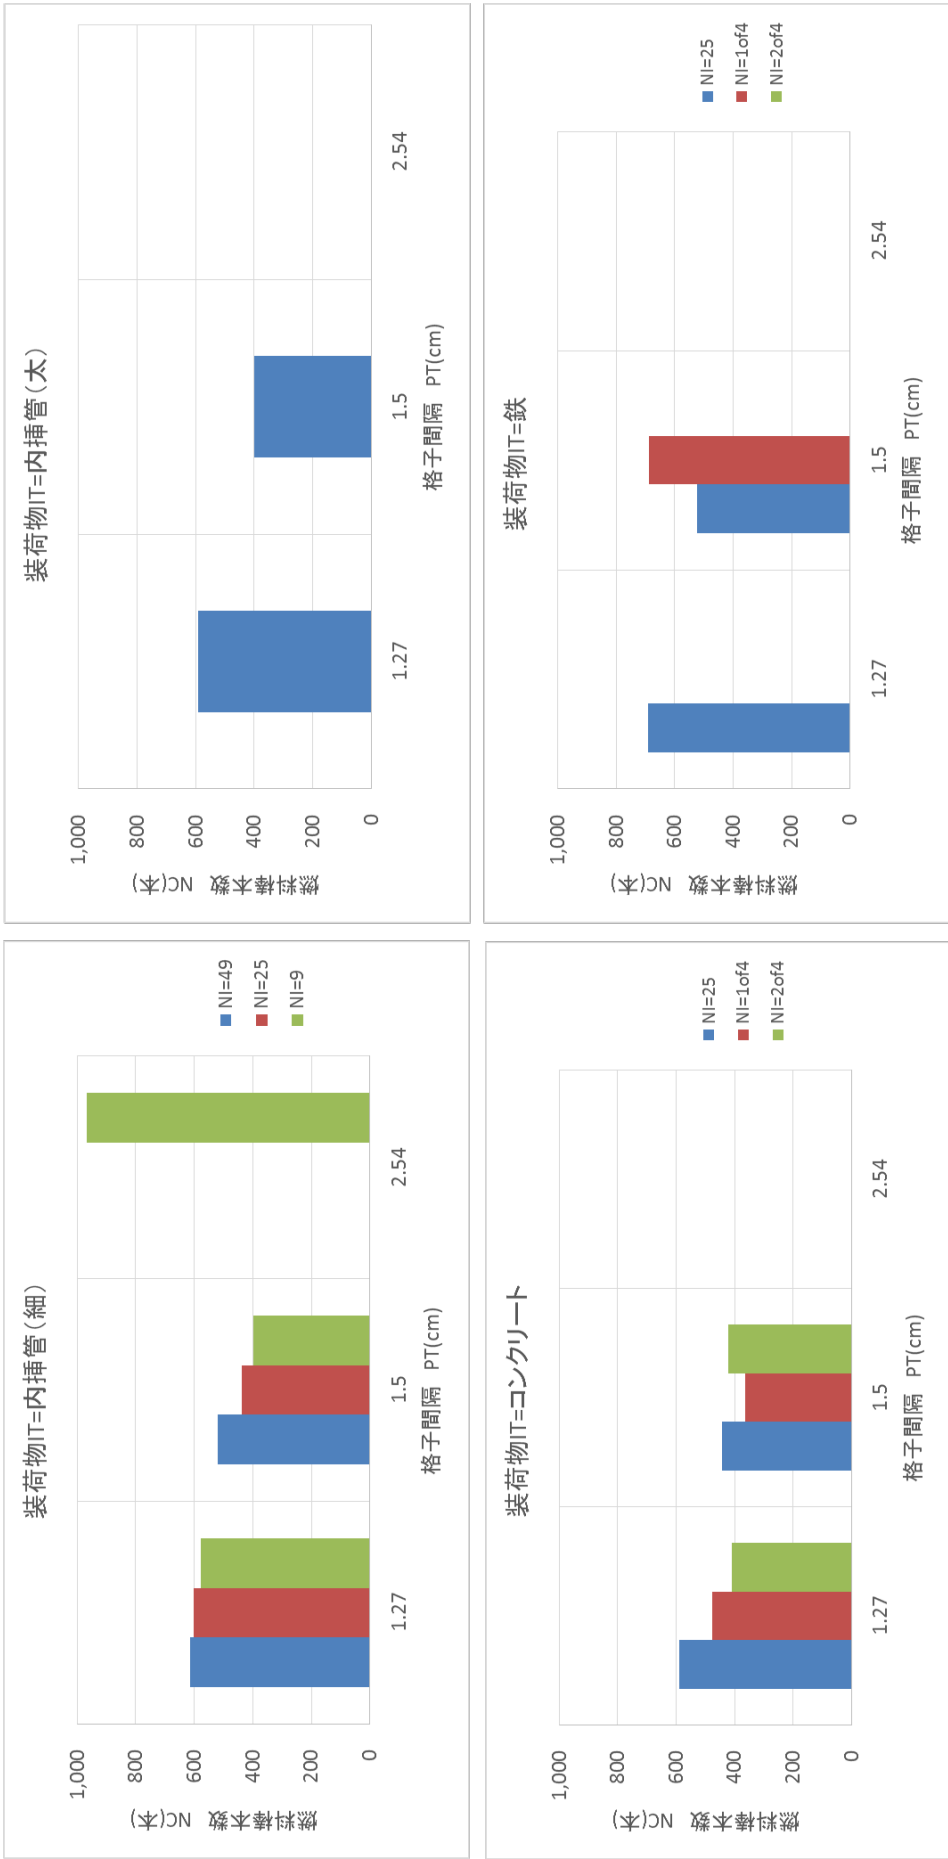 装荷物IT=内挿管(細)
燃料棒本数 NC(本)
1,000
800
600
400
200
0
1.27
1.5
2.54
格子間隔 PT(cm)
NI=49
NI=25
NI=9
装荷物IT=内挿管(太)
燃料棒本数 NC(本)
1,000
800
600
400
200
0
1.27
1.5
2.54
格子間隔 PT(cm)
装荷物IT=コンクリート
燃料棒本数 NC(本)
1,000
800
600
400
200
0
1.27
1.5
2.54
格子間隔 PT(cm)
NI=25
NI=1of4
NI=2of4
装荷物IT=鉄
燃料棒本数 NC(本)
1,000
800
600
400
200
0
1.27
1.5
2.54
格子間隔 PT(cm)
NI=25
NI=1of4
NI=2of4